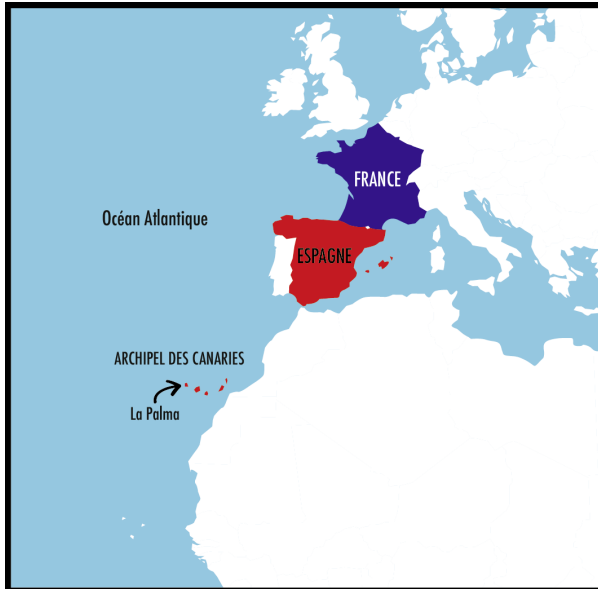 FRANCE
Océan Atlantique
ESPAGNE
ARCHIPEL DES CANARIES
La Palma